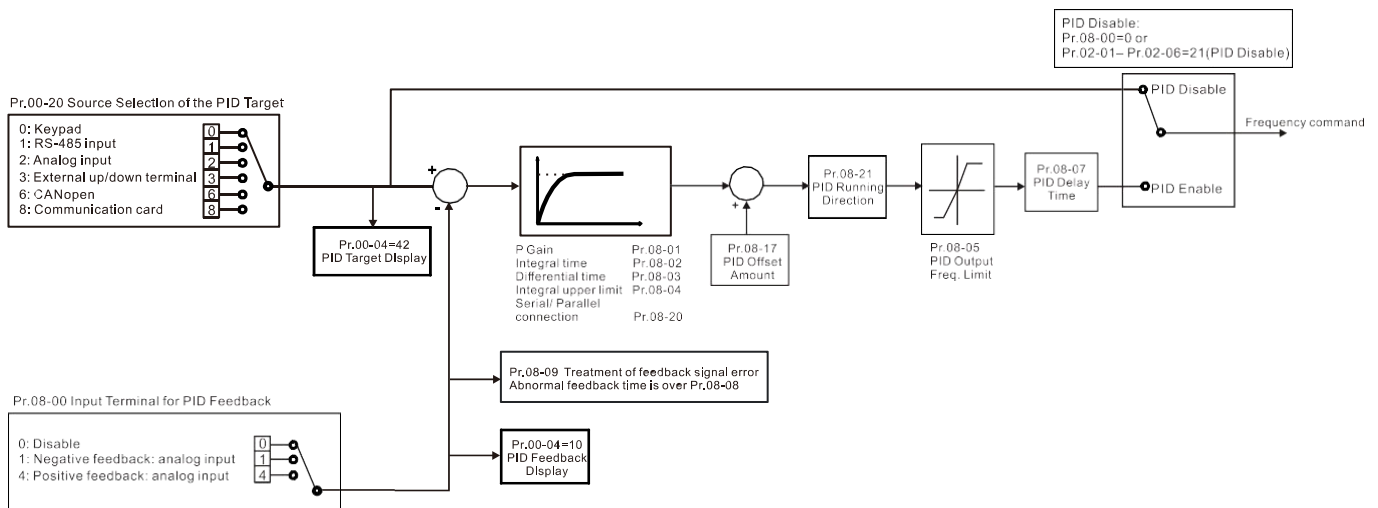 PID Disable:
Pr.08-00=0 or
Pr.02-01– Pr.02-06=21(PID Disable)
Pr.00-20 Source Selection of the PID Target
0: Keypad
1: RS-485 input
2: Analog input
3: External up/down terminal
6: CANopen
8: Communication card
0
1
2
3
6
8
+
-
Pr.00-04=42
PID Target Display
P Gain Pr.08-01
Integral time Pr.08-02
Differential time Pr.08-03
Integral upper limit Pr.08-04
Serial/ Parallel
connection Pr.08-20
+
Pr.08-17
PID Offset
Amount
Pr.08-21
PID Running
Direction
Pr.08-05
PID Output
Freq. Limit
Pr.08-07
PID Delay
Time
PID Disable
PID Enable
Frequency command
Pr.08-09 Treatment of feedback signal error
Abnormal feedback time is over Pr.08-08
Pr.00-04=10
PID Feedback
Display
Pr.08-00 Input Terminal for PID Feedback
0: Disable
1: Negative feedback: analog input
4: Positive feedback: analog input
0
1
4